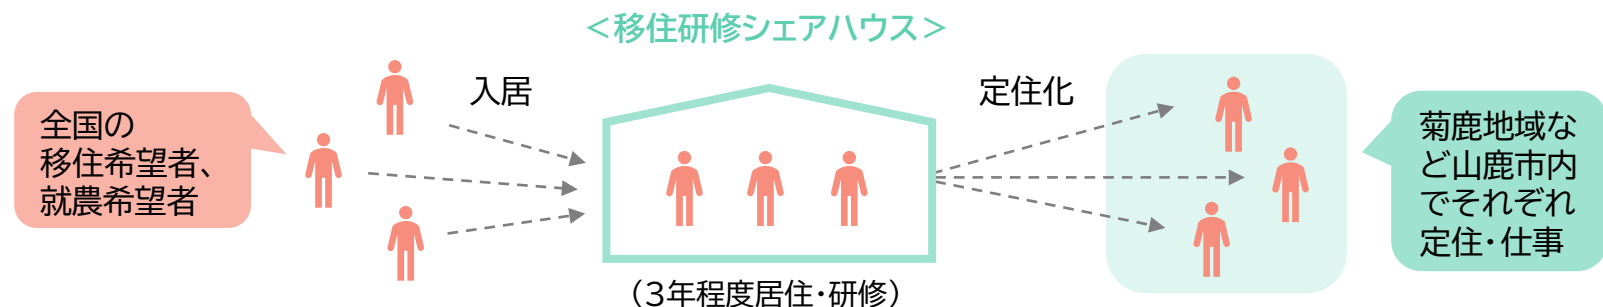 <移住研修シェアハウス>
全国の
移住希望者、
就農希望者
入居
(3年程度居住・研修)
定住化
菊鹿地域な
ど山鹿市内
でそれぞれ
定住・仕事